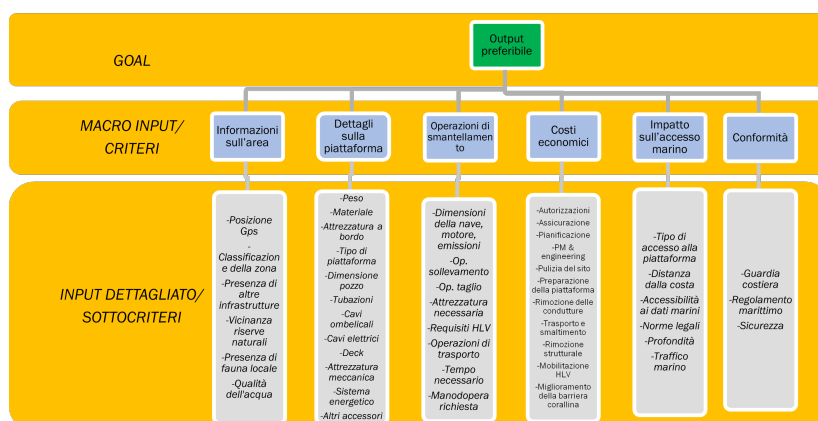 GOAL
Output
preferibile
MACRO INPUT/
CRITERI
Informazioni
sull'area
Dettagli
sulla
piattaforma
Operazioni di
smantellame
nto
Costi
economici
Impatto
sull'accesso
marino
Conformità
INPUT DETTAGLIATO/
SOTTOCRITERI
-Posizione
Gps
-
Classificazion
e della zona
-Presenza di
altre
infrastrutture
-Vicinanza
riserve
naturali
-Presenza di
fauna locale
-Qualità
dell'acqua
-Peso
-Materiale
-Attrezzatura a
bordo
-Tipo di
piattaforma
-Dimensione
pozzo
-Tubazioni
-Cavi
ombelicali
-Cavi elettrici
-Deck
-Attrezzatura
meccanica
-Sistema
energetico
-Altri accessori
-Dimensioni
della nave,
motore,
emissioni
-Op.
sollevamento
-Op. taglio
-Attrezzatura
necessaria
-Requisiti HLV
-Operazioni di
trasporto
-Tempo
necessario
-Manodopera
richiesta
-Autorizzazioni
-Assicurazione
-Pianificazione
-PM &
engineering
-Pulizia del sito
-Preparazione
della piattaforma
-Rimozione delle
condutture
-Trasporto e
smaltimento
-Rimozione
strutturale
-Mobilitazione
HLV
-Miglioramento
della barriera
corallina
-Tipo di
accesso alla
piattaforma
-Distanza
dalla costa
-Accessibilità
ai dati marini
-Norme legali
-Profondità
-Traffico
marino
-Guardia
costiera
-Regolamento
marittimo
-Sicurezza